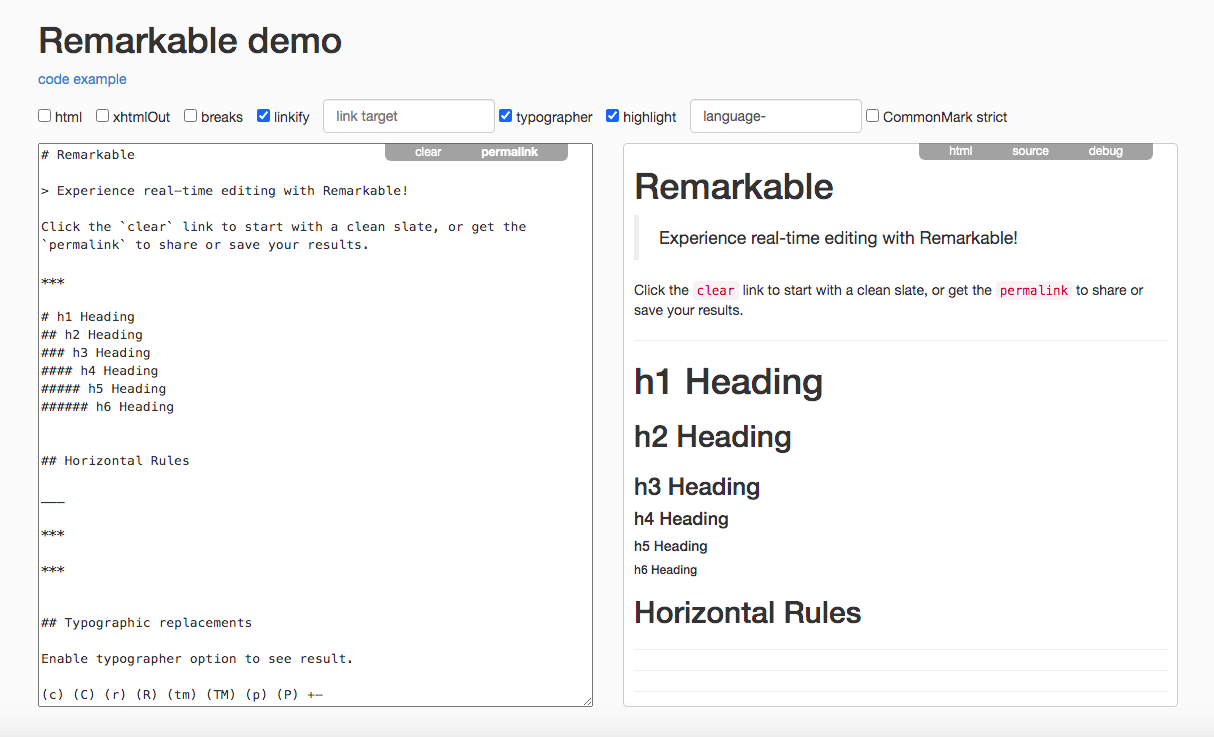 Remarkable demo
code example
html xhtmlOut breaks linkify link target typographer highlight language- CommonMark strict
clear permalink
# Remarkable
> Experience real-time editing with Remarkable!
Click the `clear` link to start with a clean slate, or get the
`permalink` to share or save your results.
***
# h1 Heading
## h2 Heading
### h3 Heading
#### h4 Heading
##### h5 Heading
###### h6 Heading
## Horizontal Rules
___
***
***
## Typographic replacements
Enable typographer option to see result.
(c) (C) (r) (R) (tm) (TM) (p) (P) +-
html source debug
Remarkable
Experience real-time editing with Remarkable!
Click the clear link to start with a clean slate, or get the permalink to share or
save your results.
h1 Heading
h2 Heading
h3 Heading
h4 Heading
h5 Heading
h6 Heading
Horizontal Rules